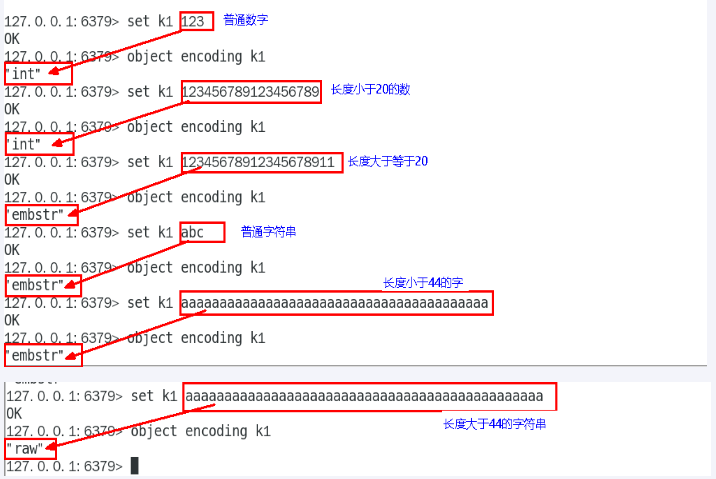 127.0.0.1:6379> set k1 123 普通数字
OK
127.0.0.1:6379> object encoding k1
"int"
127.0.0.1:6379> set k1 123456789123456789 长度小于20的数
OK
127.0.0.1:6379> object encoding k1
"int"
127.0.0.1:6379> set k1 12345678912345678911 长度大于等于20
OK
127.0.0.1:6379> object encoding k1
"embstr"
127.0.0.1:6379> set k1 abc 普通字符串
OK
127.0.0.1:6379> object encoding k1
"embstr"
长度小于44的字
127.0.0.1:6379> set k1 aaaaaaaaaaaaaaaaaaaaaaaaaaaaaaaaaaaaaaaa
OK
127.0.0.1:6379> object encoding k1
"embstr"
127.0.0.1:6379> set k1 aaaaaaaaaaaaaaaaaaaaaaaaaaaaaaaaaaaaaaaaaaaaaa
OK
长度大于44的字符串
127.0.0.1:6379> object encoding k1
"raw"
127.0.0.1:6379>